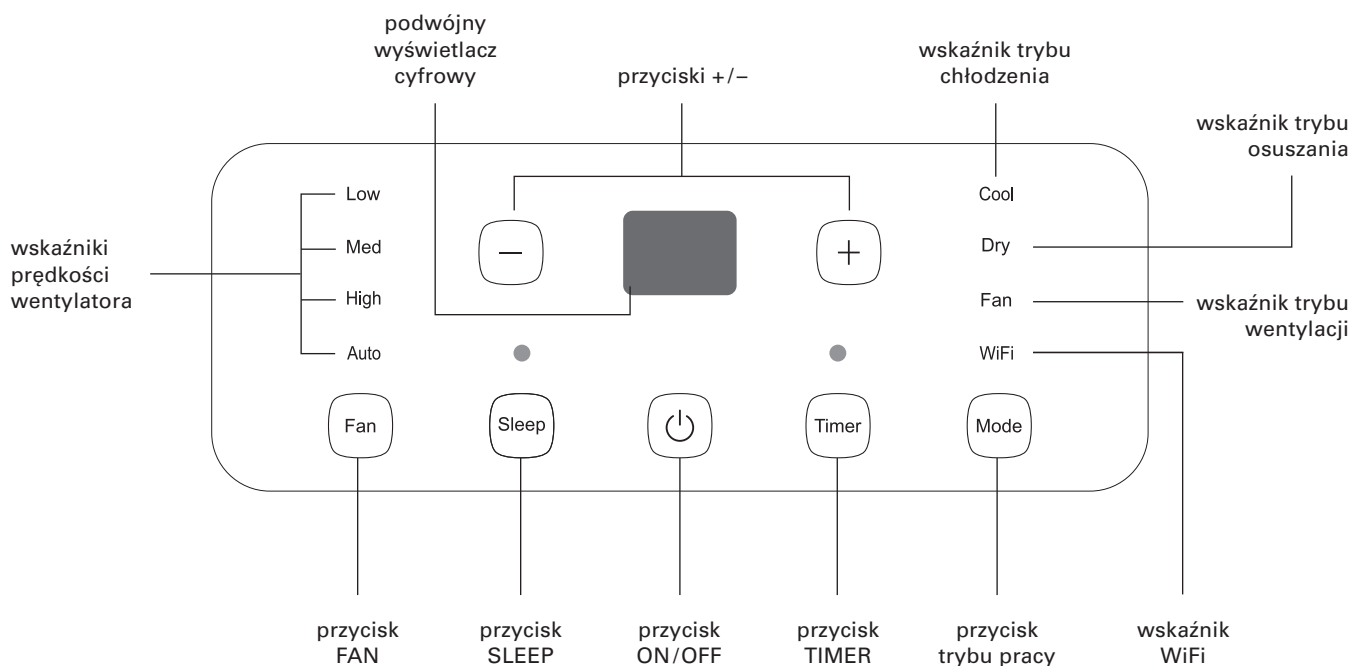 podwójny
wyświetlacz
cyfrowy
przyciski +/–
wskaźnik trybu
chłodzenia
wskaźnik trybu
osuszania
Low
Cool
Med
Dry
wskaźniki
prędkości
wentylatora
High
Fan
wskaźnik trybu
wentylacji
Auto
WiFi
Fan
Sleep
Timer
Mode
przycisk
FAN
przycisk
SLEEP
przycisk
ON/OFF
przycisk
TIMER
przycisk
trybu pracy
wskaźnik
WiFi